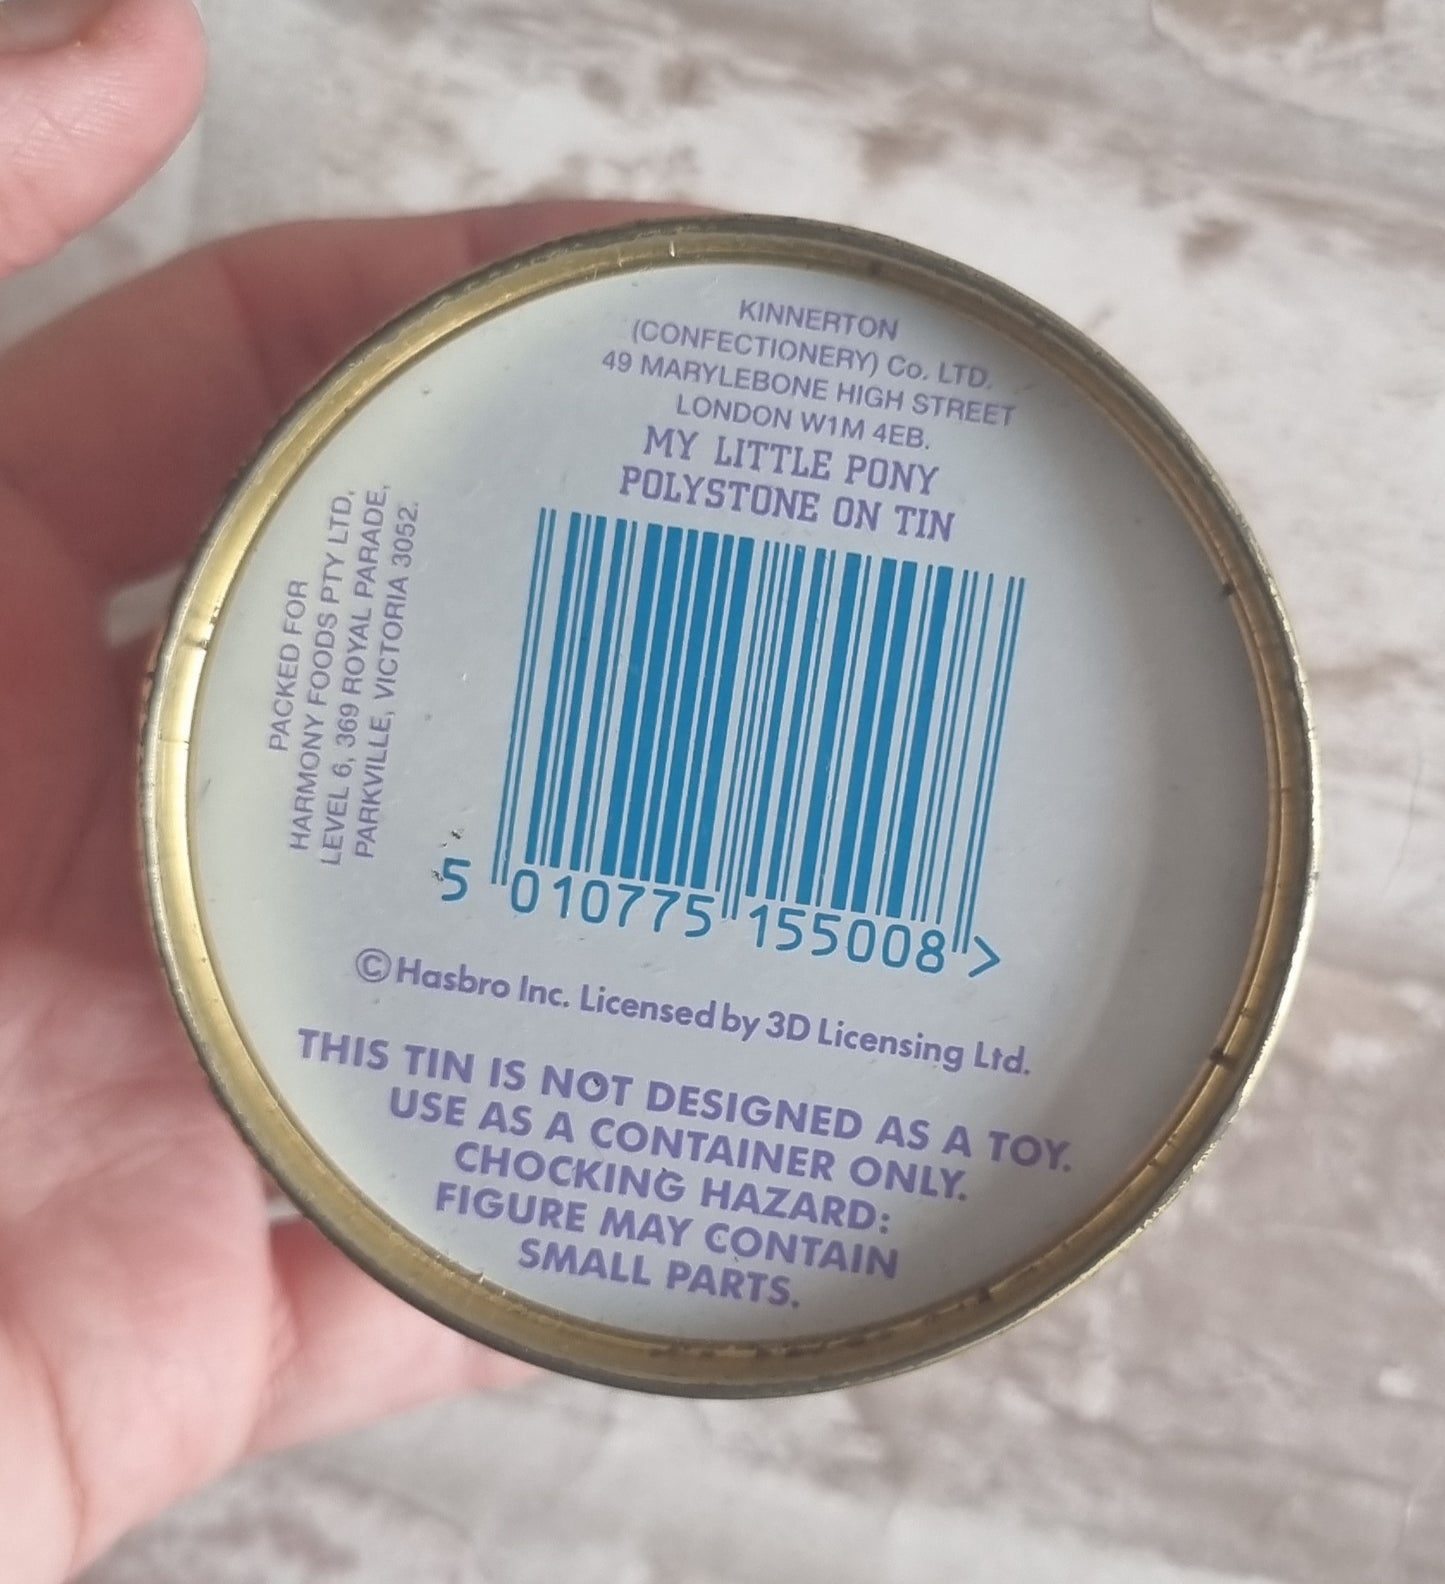 KINNERTON
(CONFECTIONERY) Co. LTD.
49 MARYLEBONE HIGH STREET
LONDON W1M 4EB.
MY LITTLE PONY
POLYSTONE ON TIN
PACKED FOR
HARMONY FOODS PTY LTD,
LEVEL 6, 369 ROYAL PARADE,
PARKVILLE, VICTORIA 3052.
5 010775 155008 >
©Hasbro Inc. Licensed by 3D Licensing Ltd.
THIS TIN IS NOT DESIGNED AS A TOY.
USE AS A CONTAINER ONLY.
CHOCKING HAZARD:
FIGURE MAY CONTAIN
SMALL PARTS.